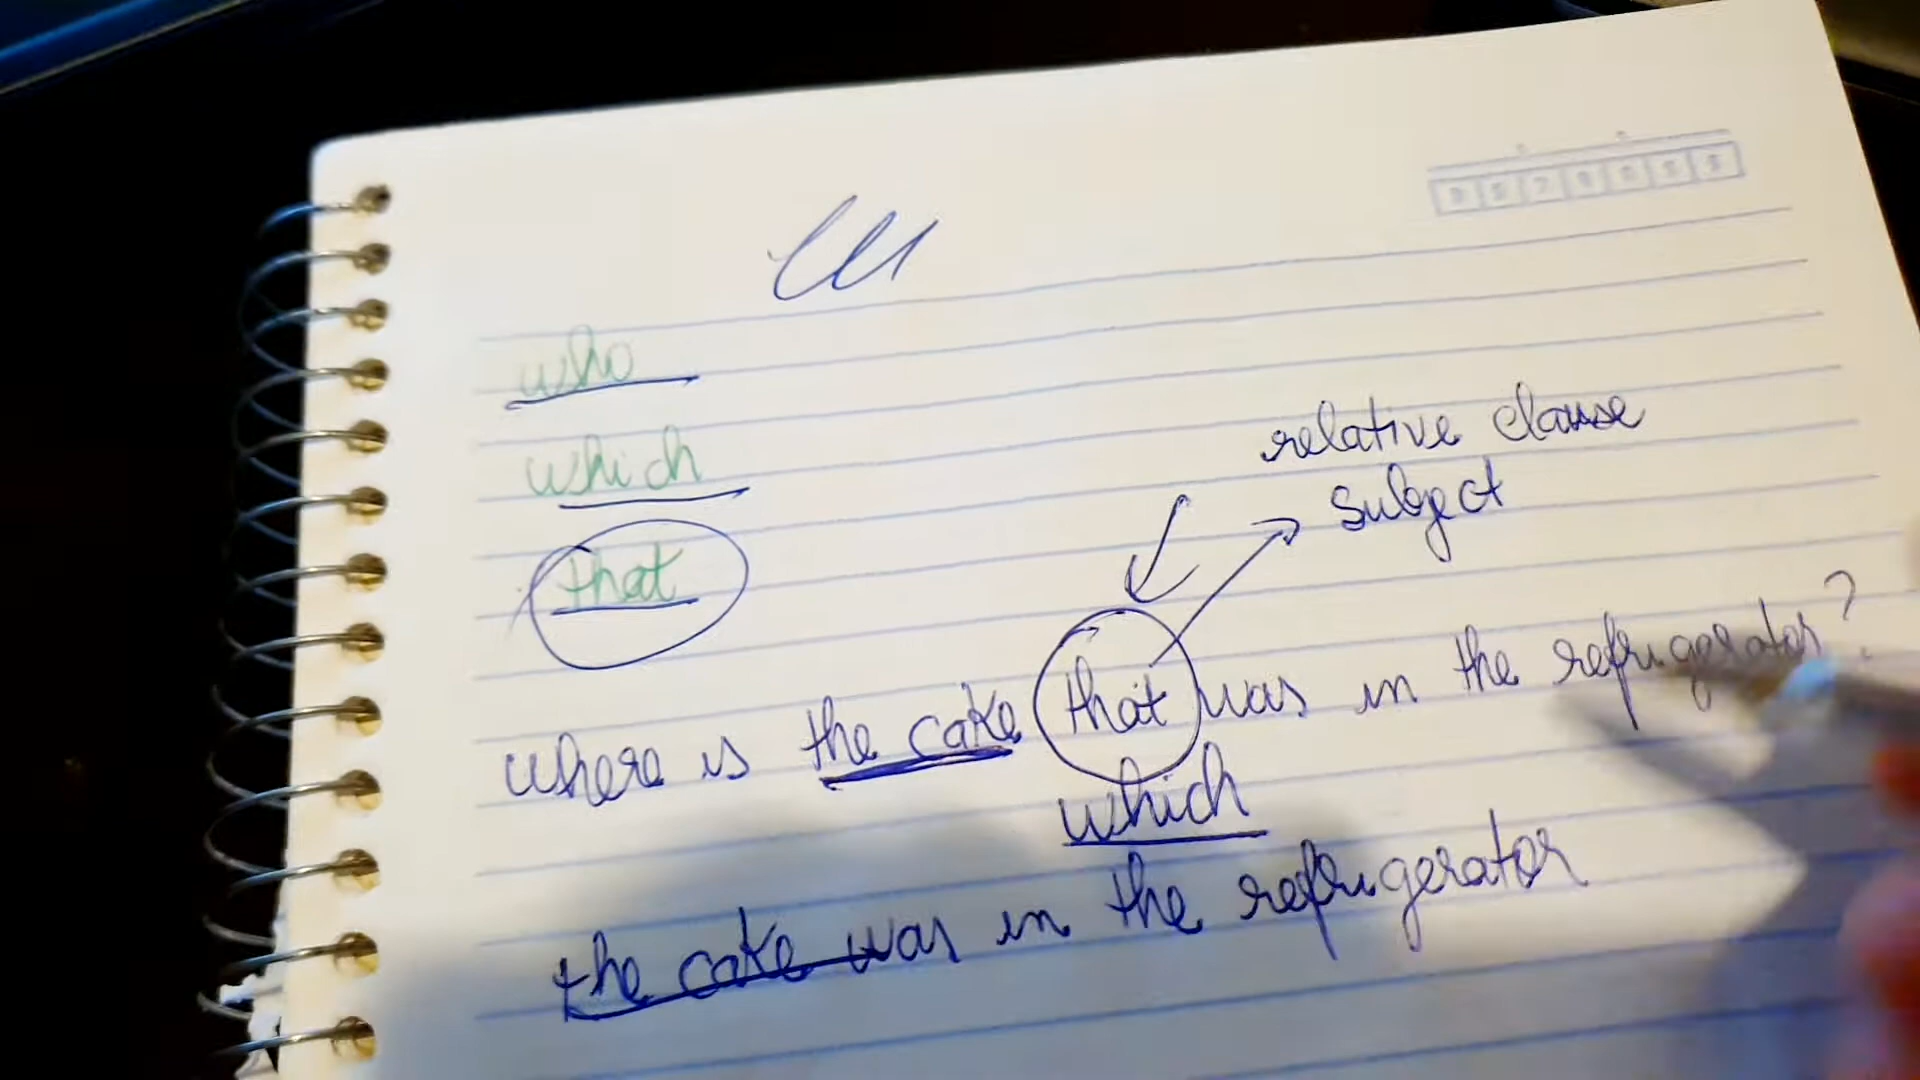 who
which
that
relative clause
subject
where is the cake that was in the refrigerator?
which
the cake was in the refrigerator